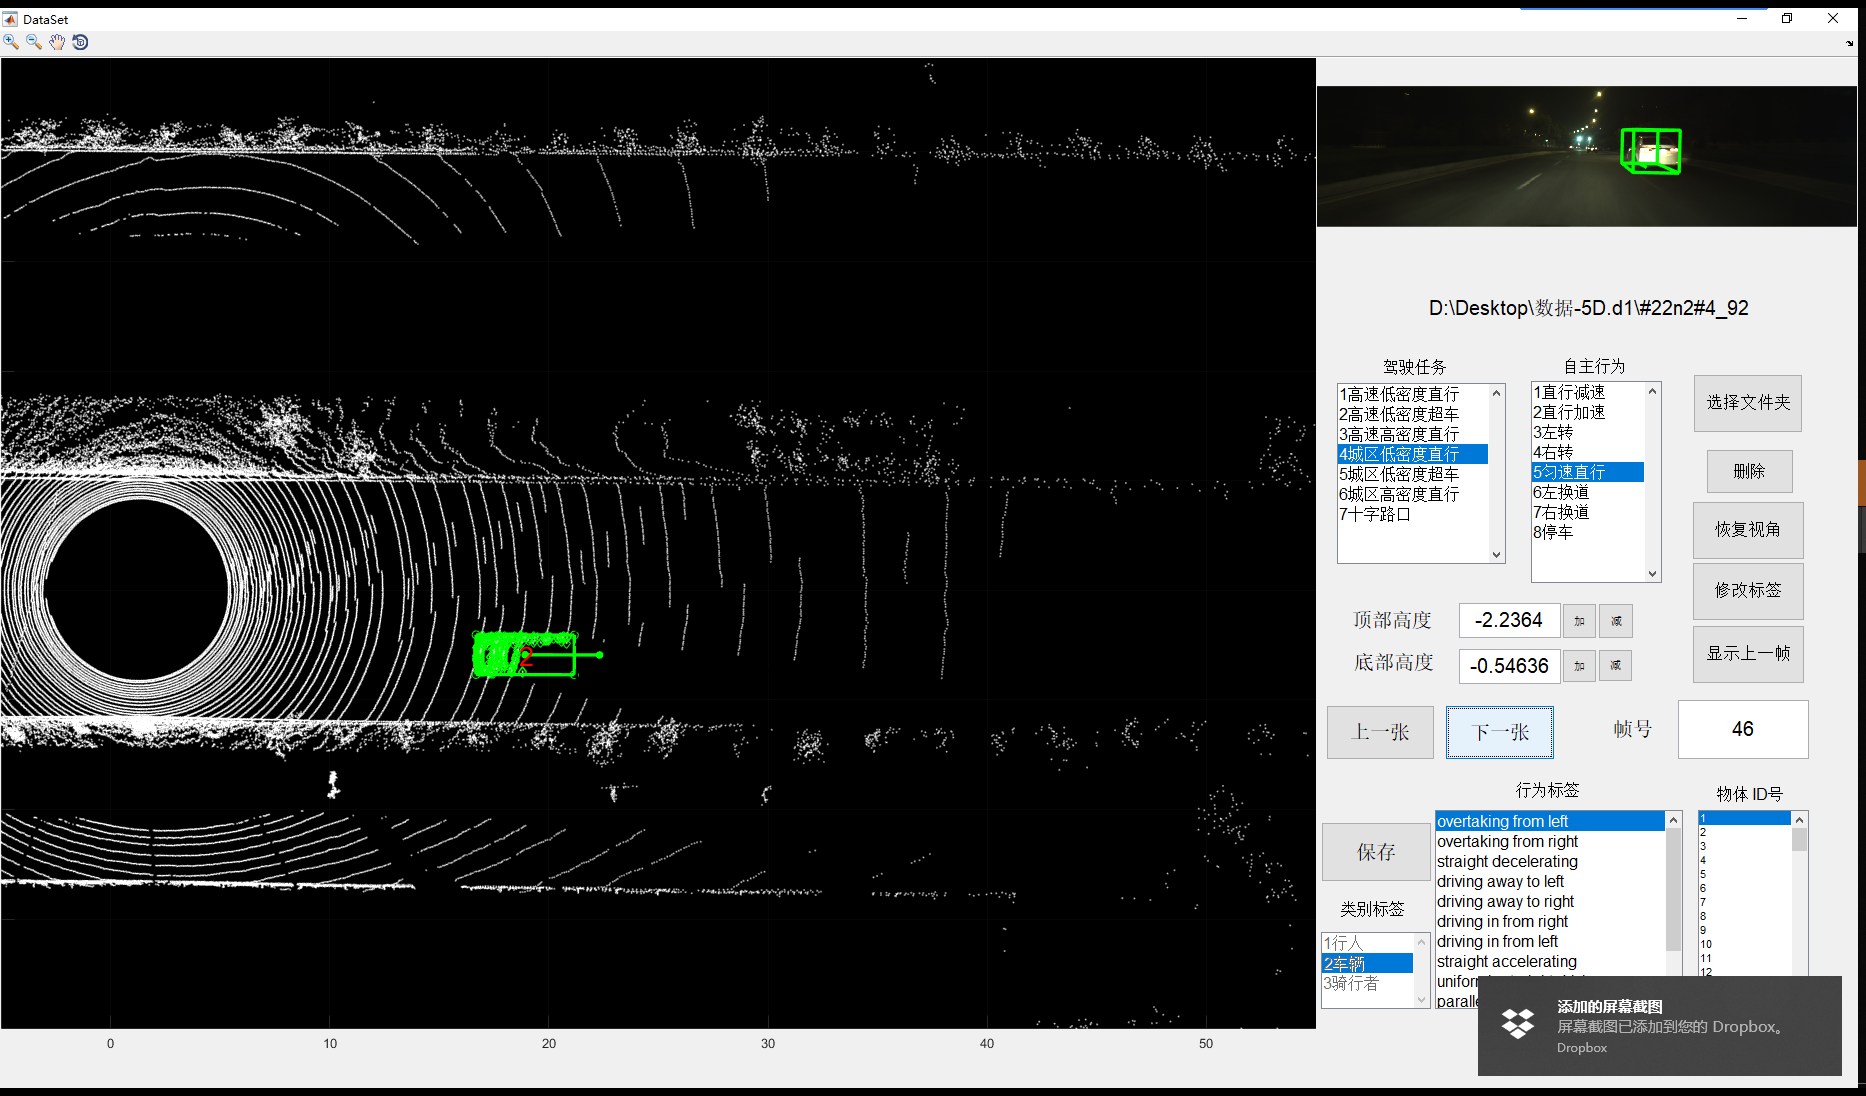 DataSet
D:\Desktop\数据-5D.d1\#22n2#4_92
驾驶任务
自主行为
1高速低密度直行
2高速低密度超车
3高速高密度直行
4城区低密度直行
5城区低密度超车
6城区高密度直行
7十字路口
1直行减速
2直行加速
3左转
4右转
5匀速直行
6左换道
7右换道
8停车
选择文件夹
删除
恢复视角
修改标签
显示上一帧
顶部高度
-2.2364
加
减
底部高度
-0.54636
加
减
上一张
下一张
帧号
46
行为标签
物体 ID号
保存
overtaking from left
overtaking from right
straight decelerating
driving away to left
driving away to right
driving in from right
driving in from left
straight accelerating
1
2
3
4
5
6
7
8
9
10
11
12
类别标签
1行人
2车辆
3骑行者
2
0
10
20
30
40
50
添加的屏幕截图
屏幕截图已添加到您的 Dropbox。
Dropbox